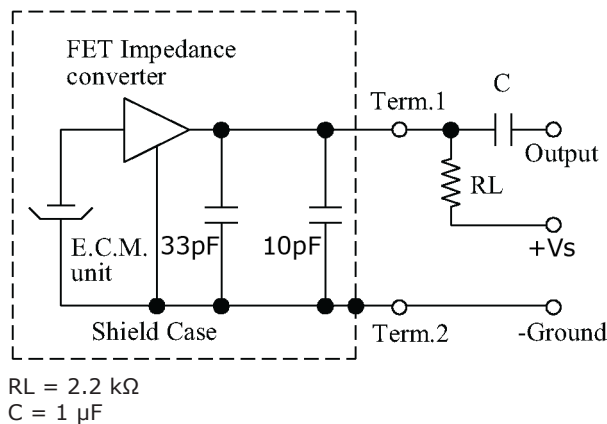 FET Impedance
converter
Term.1
C
Output
RL
+Vs
E.C.M.
unit
33pF
10pF
Shield Case
Term.2
-Ground
RL = 2.2 kΩ
C = 1 µF